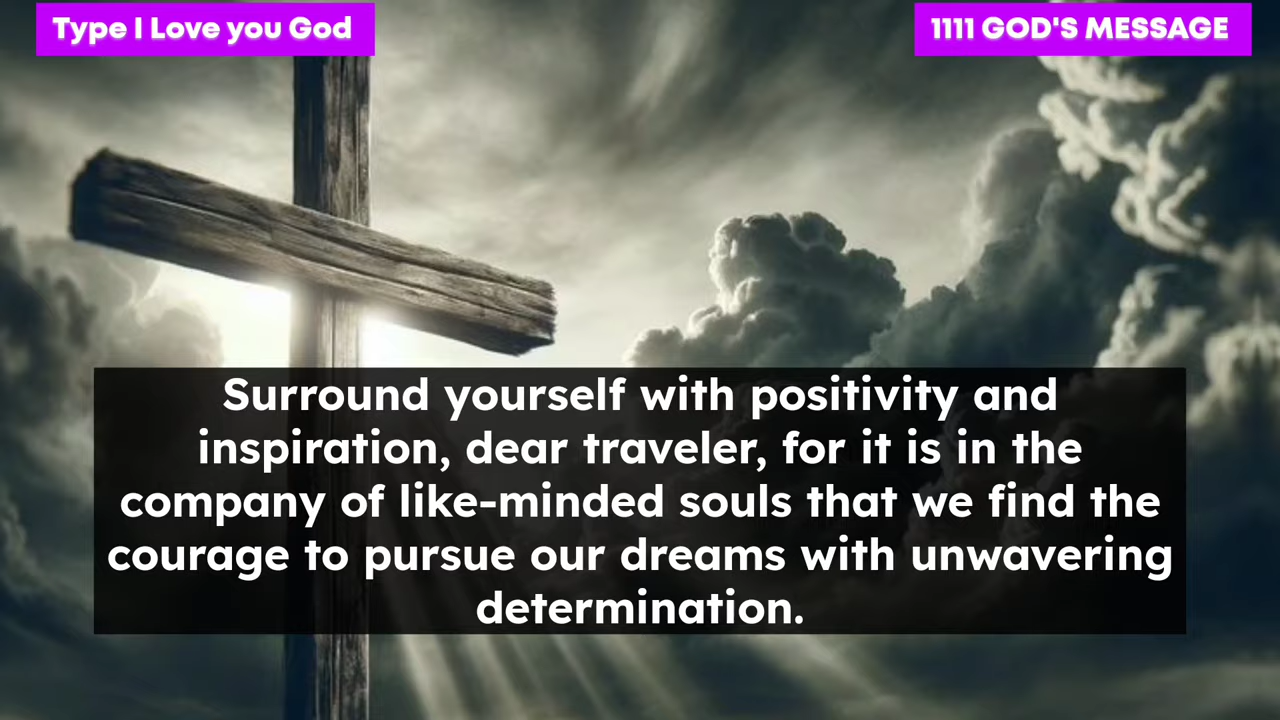 Type I Love you God
1111 GOD'S MESSAGE
Surround yourself with positivity and
inspiration, dear traveler, for it is in the
company of like-minded souls that we find the
courage to pursue our dreams with unwavering
determination.